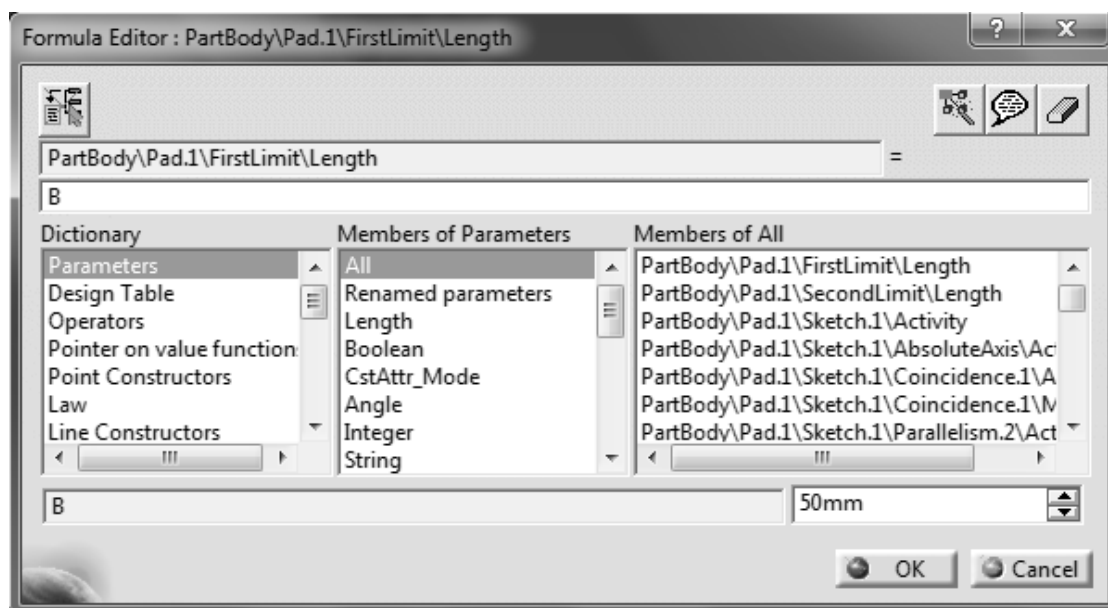 Formula Editor : PartBody\Pad.1\FirstLimit\Length
? X
PartBody\Pad.1\FirstLimit\Length =
B
Dictionary
Parameters
Design Table
Operators
Pointer on value function
Point Constructors
Law
Line Constructors
Members of Parameters
All
Renamed parameters
Length
Boolean
CstAttr_Mode
Angle
Integer
String
Members of All
PartBody\Pad.1\FirstLimit\Length
PartBody\Pad.1\SecondLimit\Length
PartBody\Pad.1\Sketch.1\Activity
PartBody\Pad.1\Sketch.1\AbsoluteAxis\Act
PartBody\Pad.1\Sketch.1\Coincidence.1\A
PartBody\Pad.1\Sketch.1\Coincidence.1\M
PartBody\Pad.1\Sketch.1\Parallelism.2\Act
B
50mm
OK Cancel